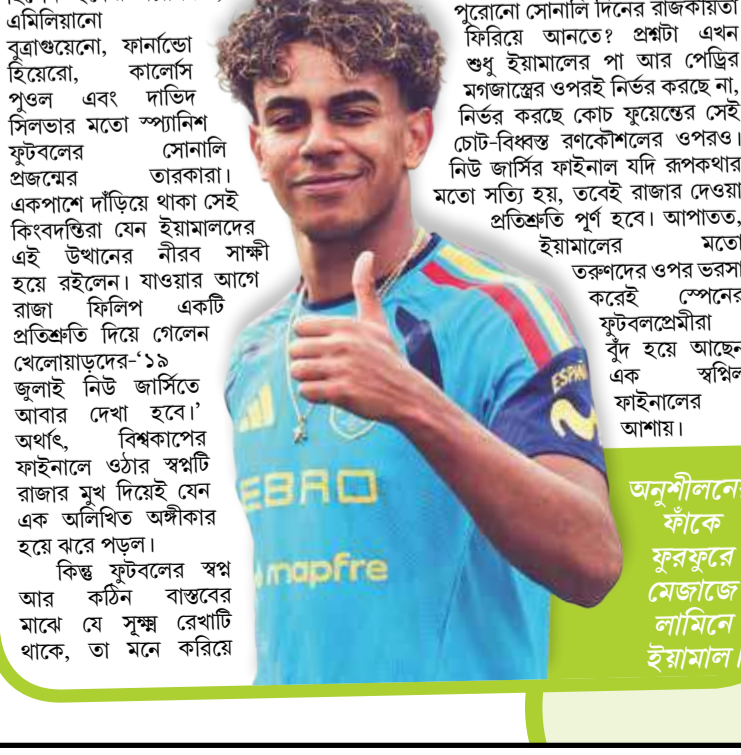 এমিলিয়ানো
বুত্রাগুয়েনো, ফার্নান্ডো
হিয়েরো, কার্লোস
পুওল এবং দাভিদ
সিলভার মতো স্প্যানিশ
ফুটবলের সোনালি
প্রজন্মের তারকারা।
একপাশে দাঁড়িয়ে থাকা সেই
কিংবদন্তিরা যেন ইয়ামালদের
এই উত্থানের নীরব সাক্ষী
হয়ে রইলেন। যাওয়ার আগে
রাজা ফিলিপ একটি
প্রতিশ্রুতি দিয়ে গেলেন
খেলোয়াড়দের-‘১৯
জুলাই নিউ জার্সিতে
আবার দেখা হবে।’
অর্থাৎ, বিশ্বকাপের
ফাইনালে ওঠার স্বপ্নটি
রাজার মুখ দিয়েই যেন
এক অলিখিত অঙ্গীকার
হয়ে ঝরে পড়ল।
কিন্তু ফুটবলের স্বপ্ন
আর কঠিন বাস্তবের
মাঝে যে সূক্ষ্ম রেখাটি
থাকে, তা মনে করিয়ে
পুরোনো সোনালি দিনের রাজকীয়তা
ফিরিয়ে আনতে? প্রশ্নটা এখন
শুধু ইয়ামালের পা আর পেদ্রির
মগজাস্ত্রের ওপরই নির্ভর করছে না,
নির্ভর করছে কোচ ফুয়েন্তের সেই
চোট-বিধ্বস্ত রণকৌশলের ওপরও।
নিউ জার্সির ফাইনাল যদি রূপকথার
মতো সত্যি হয়, তবেই রাজার দেওয়া
প্রতিশ্রুতি পূর্ণ হবে। আপাতত,
ইয়ামালের মতো
তরুণদের ওপর ভরসা
করেই স্পেনের
ফুটবলপ্রেমীরা
বুঁদ হয়ে আছেন
এক স্বপ্নিল
ফাইনালের
আশায়।
ESPAÑ
EBRO
mapfre
অনুশীলনের
ফাঁকে
ফুরফুরে
মেজাজে
লামিনে
ইয়ামাল।